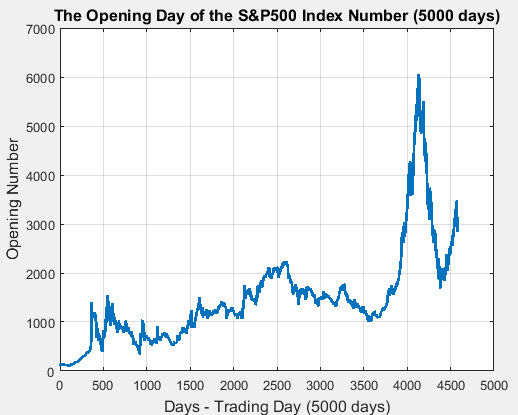 The Opening Day of the S&P500 Index Number (5000 days)
7000
6000
5000
4000
3000
2000
1000
0
Opening Number
0 500 1000 1500 2000 2500 3000 3500 4000 4500 5000
Days - Trading Day (5000 days)